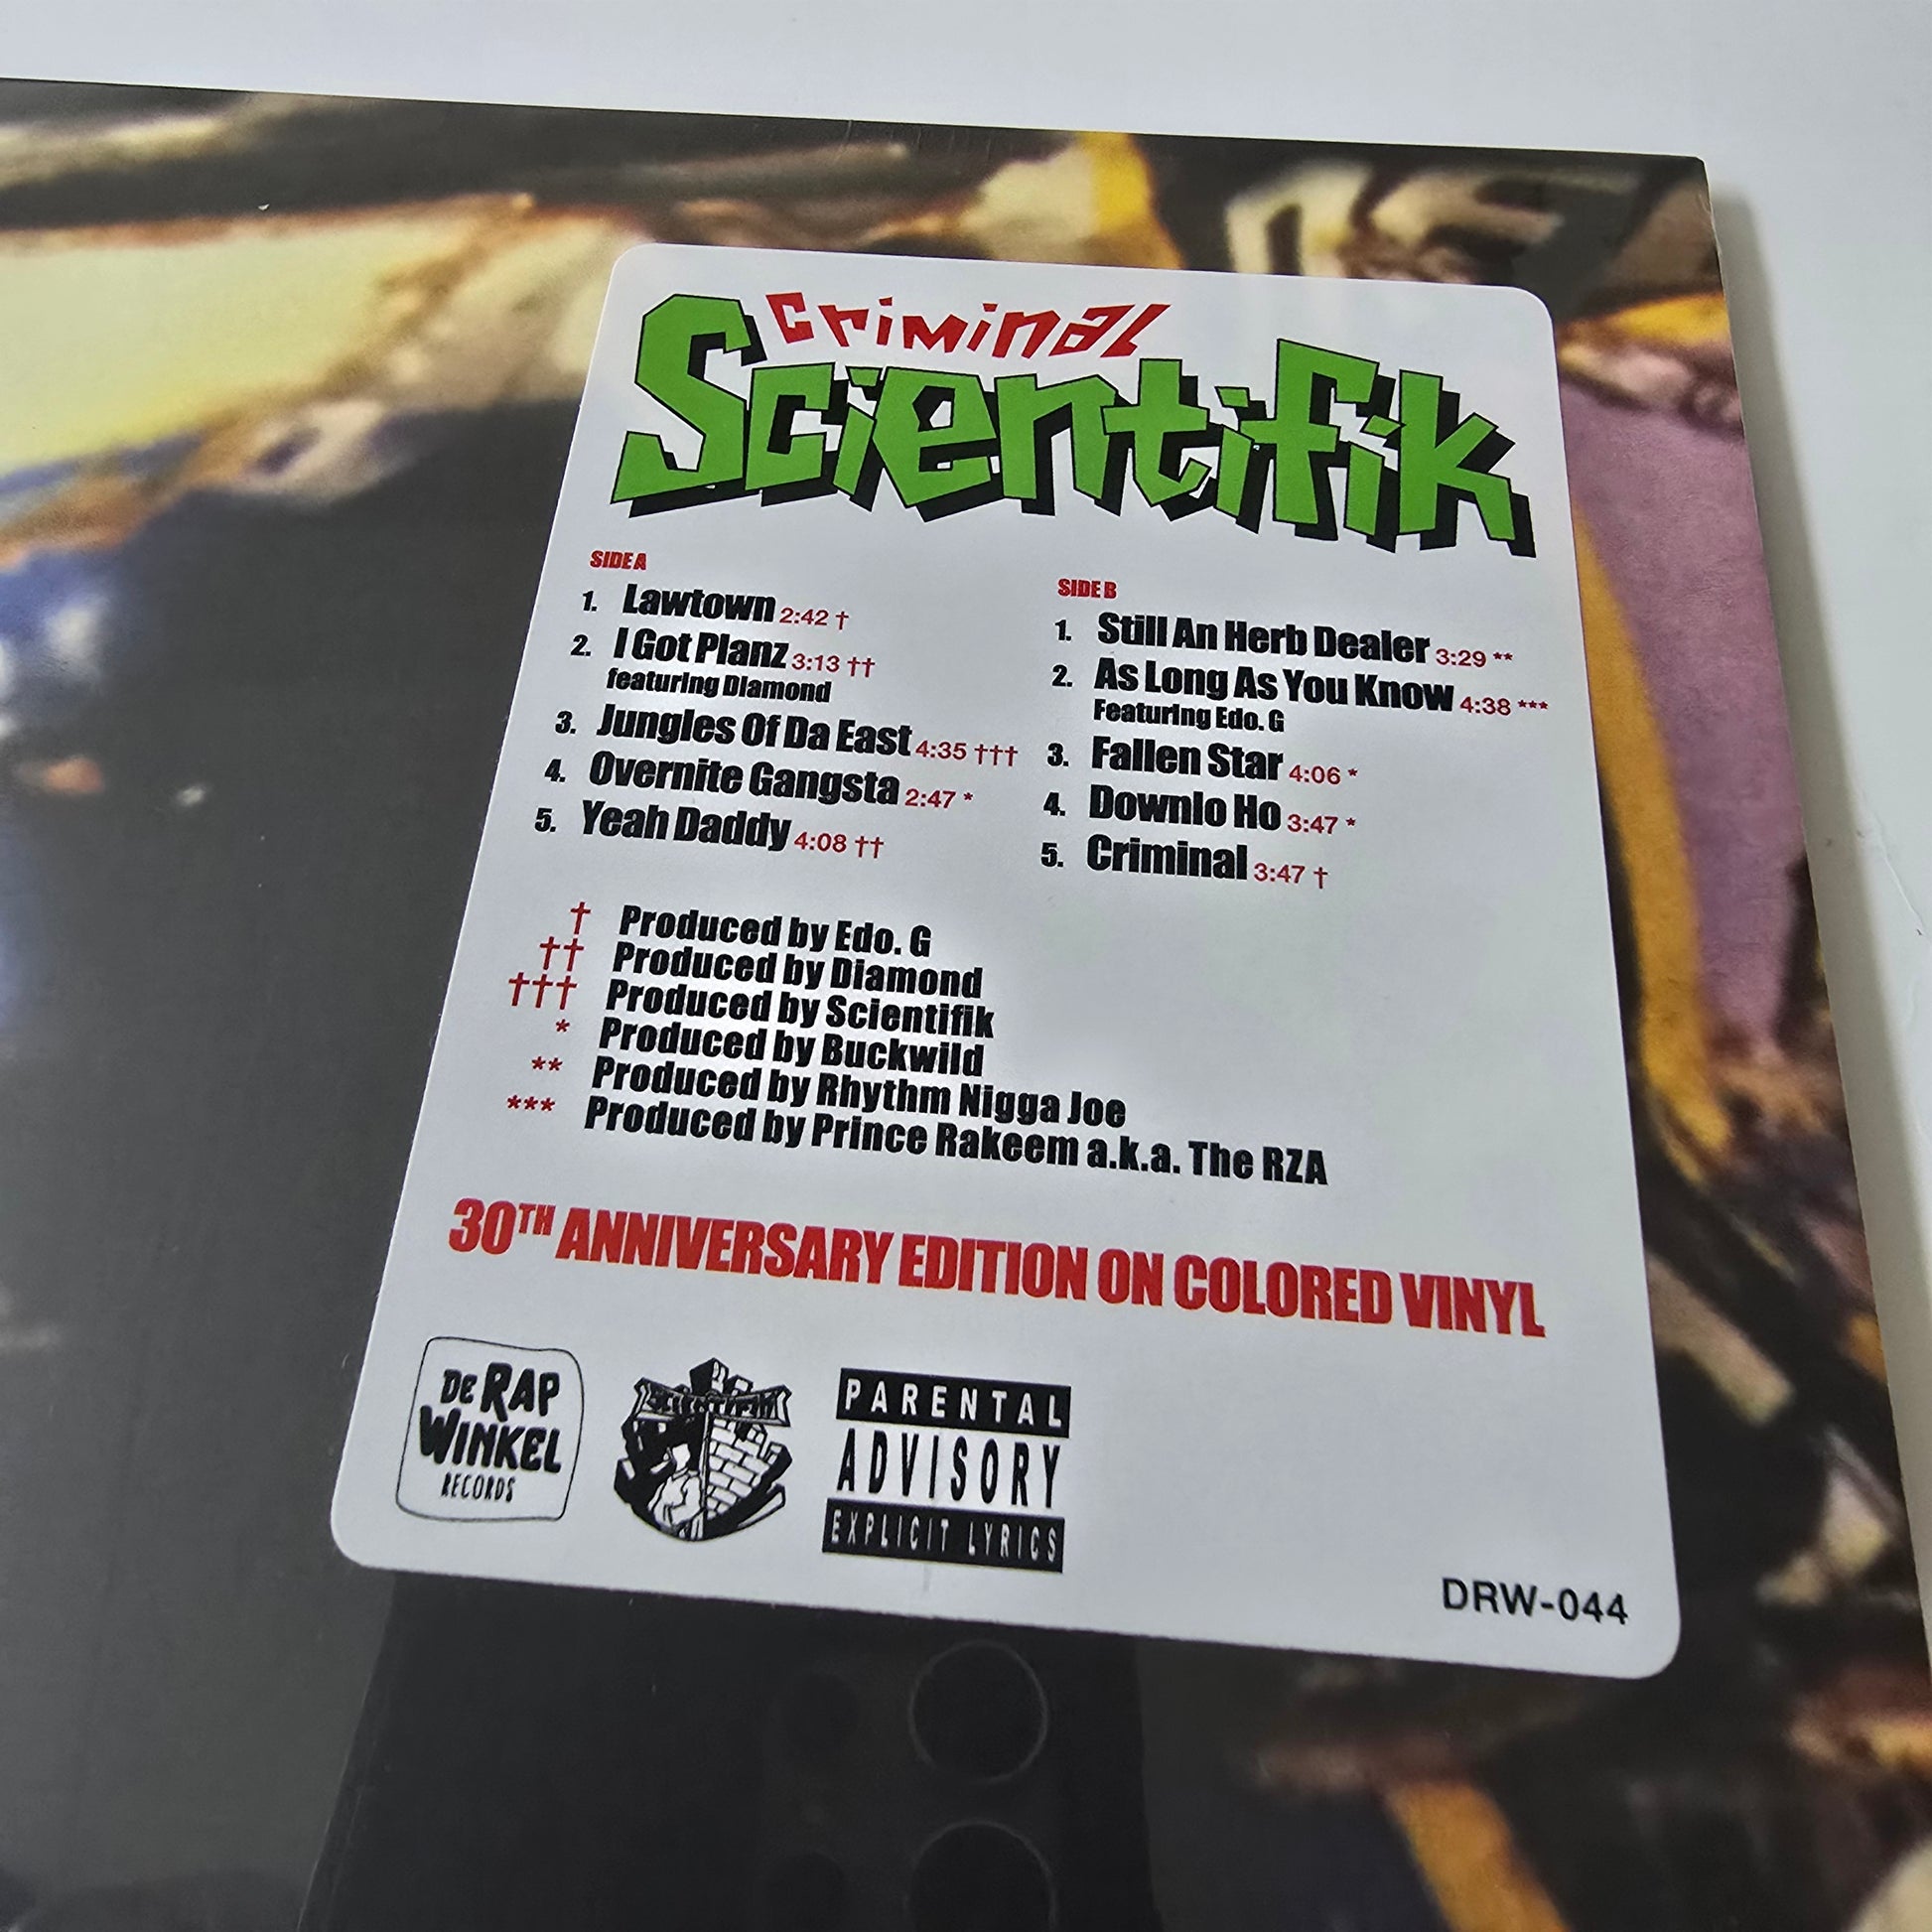 Criminal
Scientifik
SIDE A
1. Lawtown 2:42 †
2. I Got Planz 3:13 ††
featuring Diamond
3. Jungles Of Da East 4:35 †††
4. Overnite Gangsta 2:47 *
5. Yeah Daddy 4:08 ††
SIDE B
1. Still An Herb Dealer 3:29 **
2. As Long As You Know 4:38 ***
Featuring Edo. G
3. Fallen Star 4:06 *
4. Downlo Ho 3:47 *
5. Criminal 3:47 †
† Produced by Edo. G
†† Produced by Diamond
††† Produced by Scientifik
* Produced by Buckwild
** Produced by Rhythm Nigga Joe
*** Produced by Prince Rakeem a.k.a. The RZA
30TH ANNIVERSARY EDITION ON COLORED VINYL
DE RAP
WINKEL
RECORDS
SCIENTIFIK
PARENTAL
ADVISORY
EXPLICIT LYRICS
DRW-044